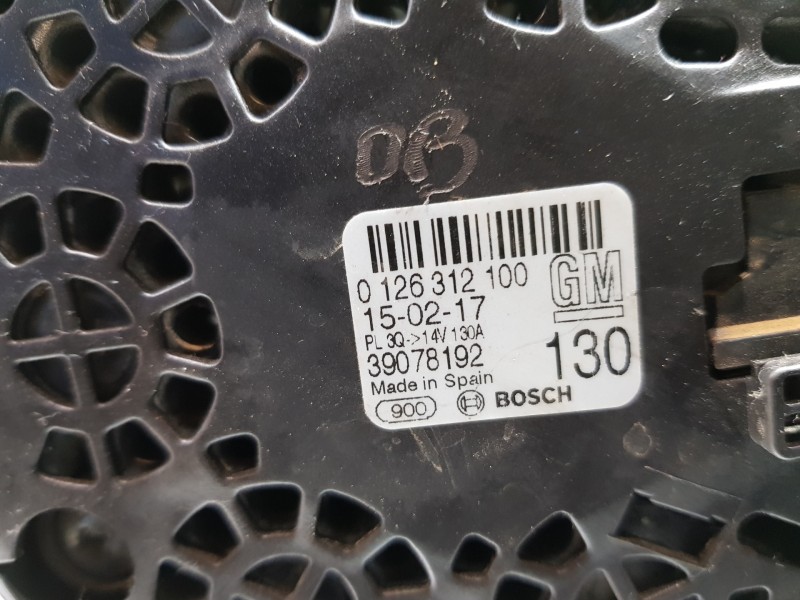 OB
0 126 312 100
GM
15-02-17
PL 3Q->14V 130A
39078192
130
Made in Spain
900 BOSCH